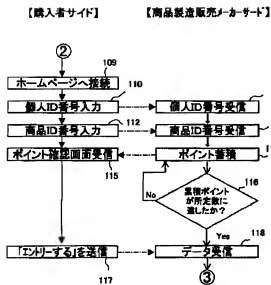 【購入者サイド】
【商品製造販売メーカーサード】
②
109
ホームページへ接続
110
個人ID番号入力
個人ID番号受信
112
商品ID番号入力
商品ID番号受信
ポイント確認画面受信
ポイント蓄積
115
116
累積ポイント
が所定数に
達したか？
No
Yes
118
「エントリーする」を送信
データ受信
117
③